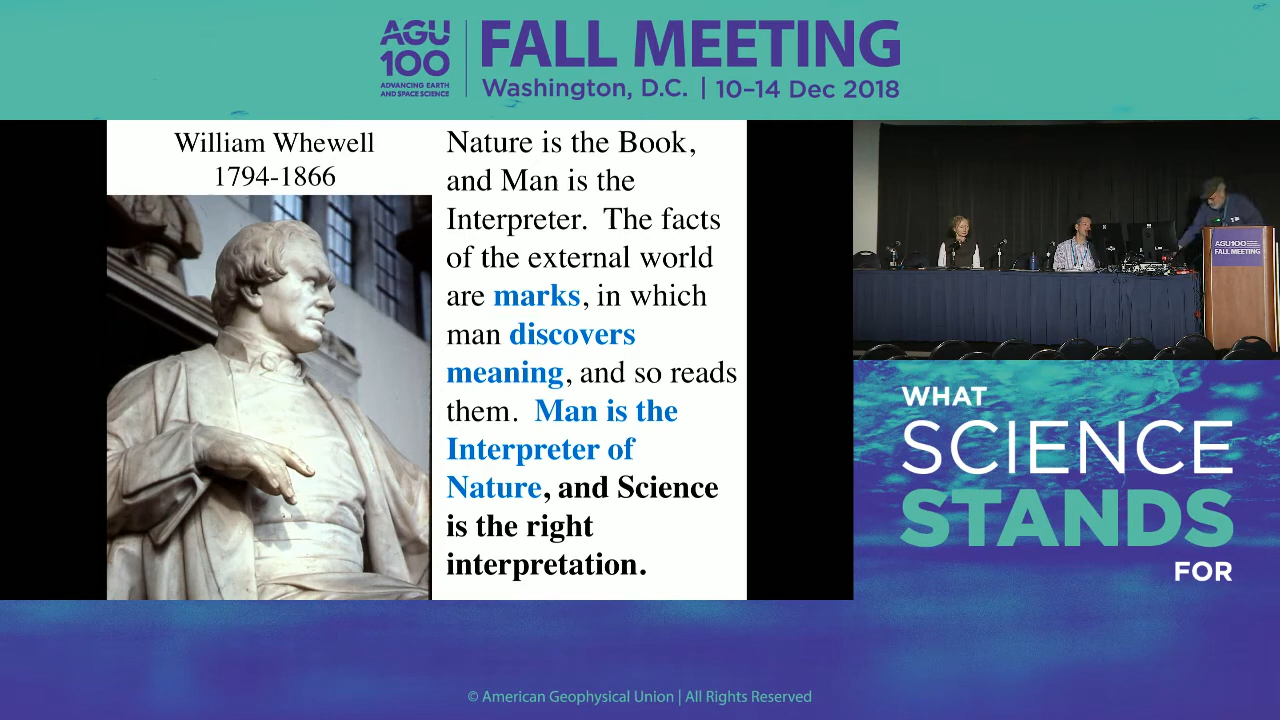 AGU
100
ADVANCING EARTH
AND SPACE SCIENCE
FALL MEETING
Washington, D.C. | 10–14 Dec 2018
William Whewell
1794-1866
Nature is the Book,
and Man is the
Interpreter.  The facts
of the external world
are marks, in which
man discovers
meaning, and so reads
them.  Man is the
Interpreter of
Nature, and Science
is the right
interpretation.
AGU100
FALL MEETING
WHAT
SCIENCE
STANDS
FOR
© American Geophysical Union | All Rights Reserved